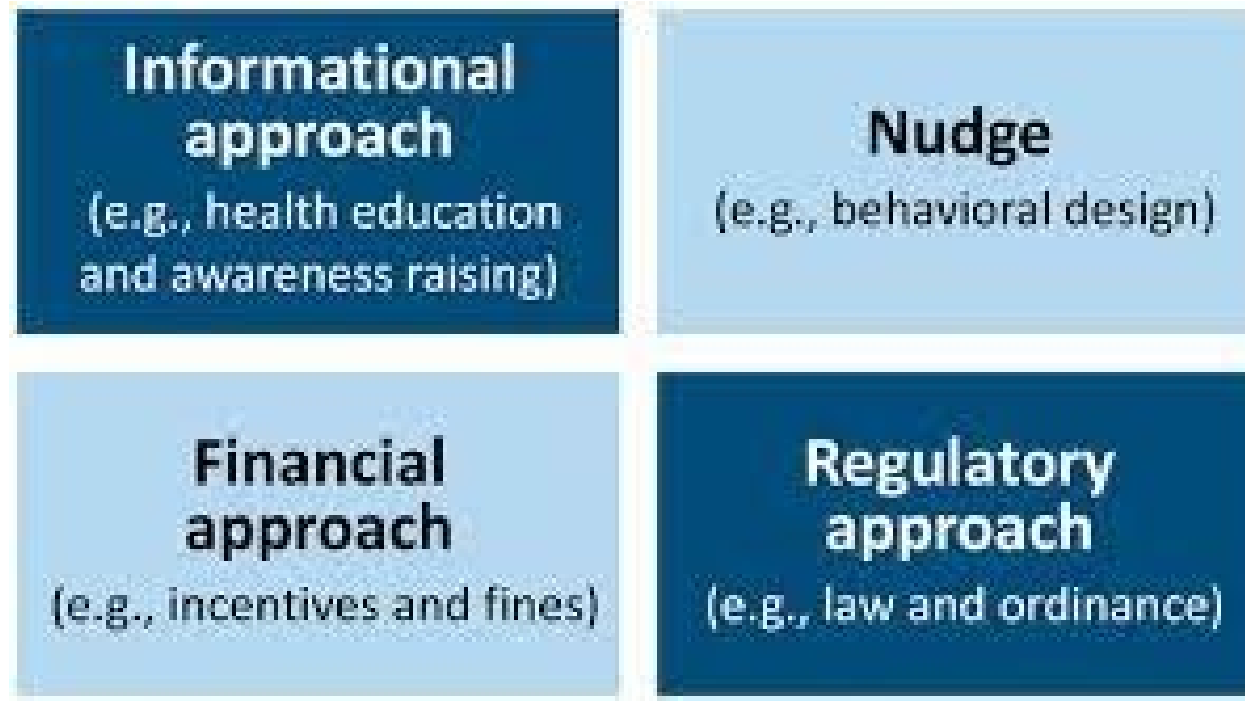 Informational
approach
(e.g., health education
and awareness raising)
Nudge
(e.g., behavioral design)
Financial
approach
(e.g., incentives and fines)
Regulatory
approach
(e.g., law and ordinance)